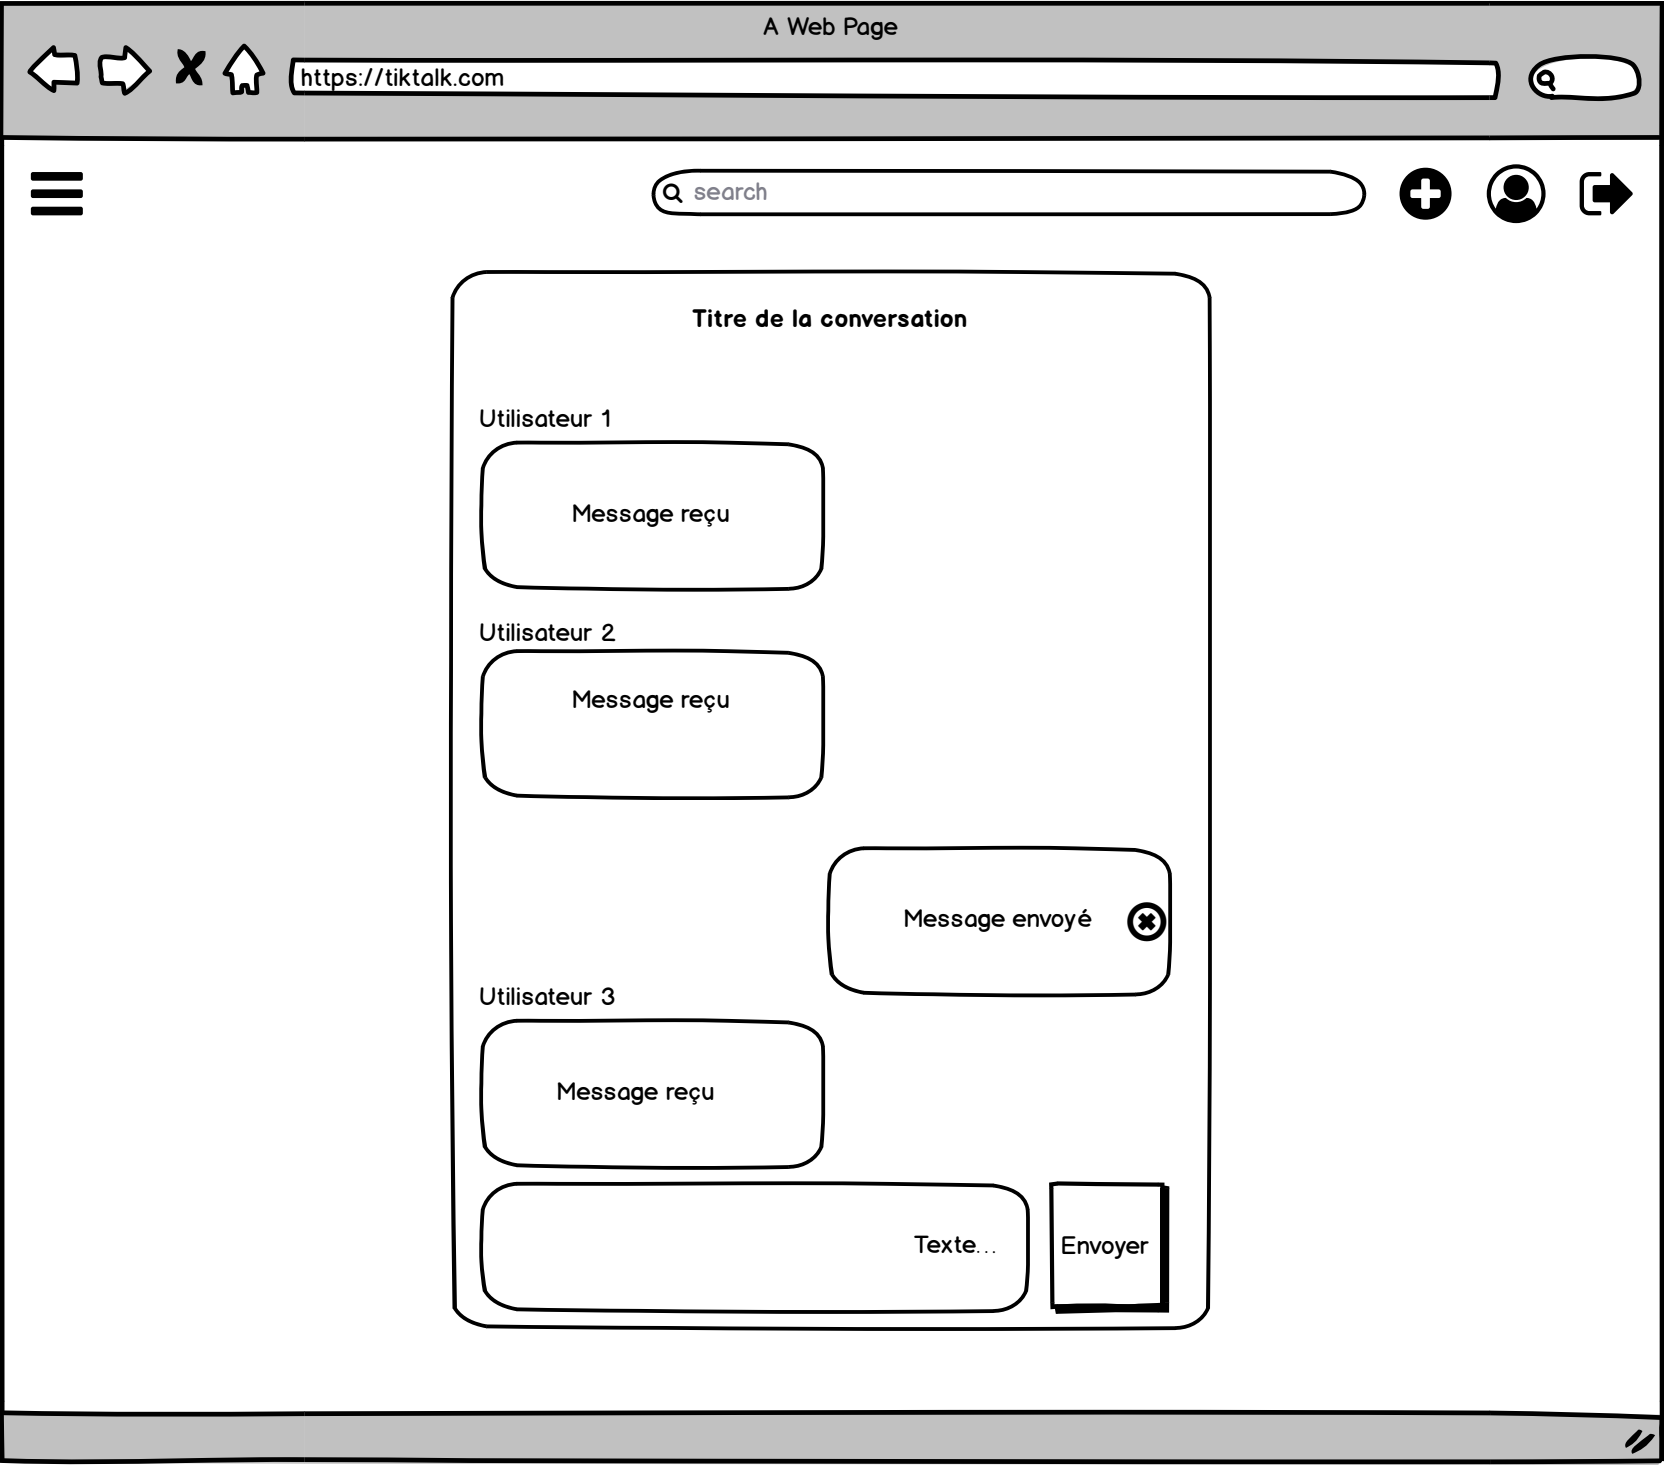 A Web Page
https://tiktalk.com
search
Titre de la conversation
Utilisateur 1
Message reçu
Utilisateur 2
Message reçu
Message envoyé
Utilisateur 3
Message reçu
Texte...
Envoyer